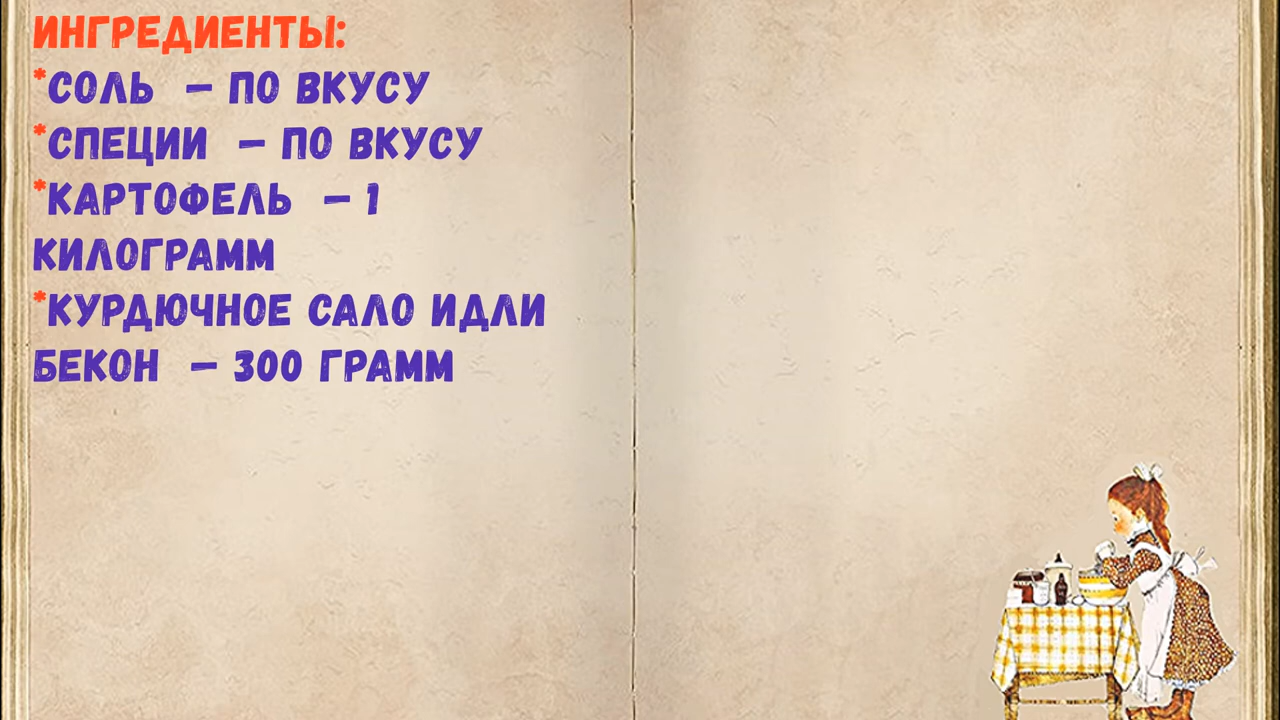 ИНГРЕДИЕНТЫ:
*СОЛЬ – ПО ВКУСУ
*СПЕЦИИ – ПО ВКУСУ
*КАРТОФЕЛЬ – 1
КИЛОГРАММ
*КУРДЮЧНОЕ САЛО ИДЛИ
БЕКОН – 300 ГРАММ